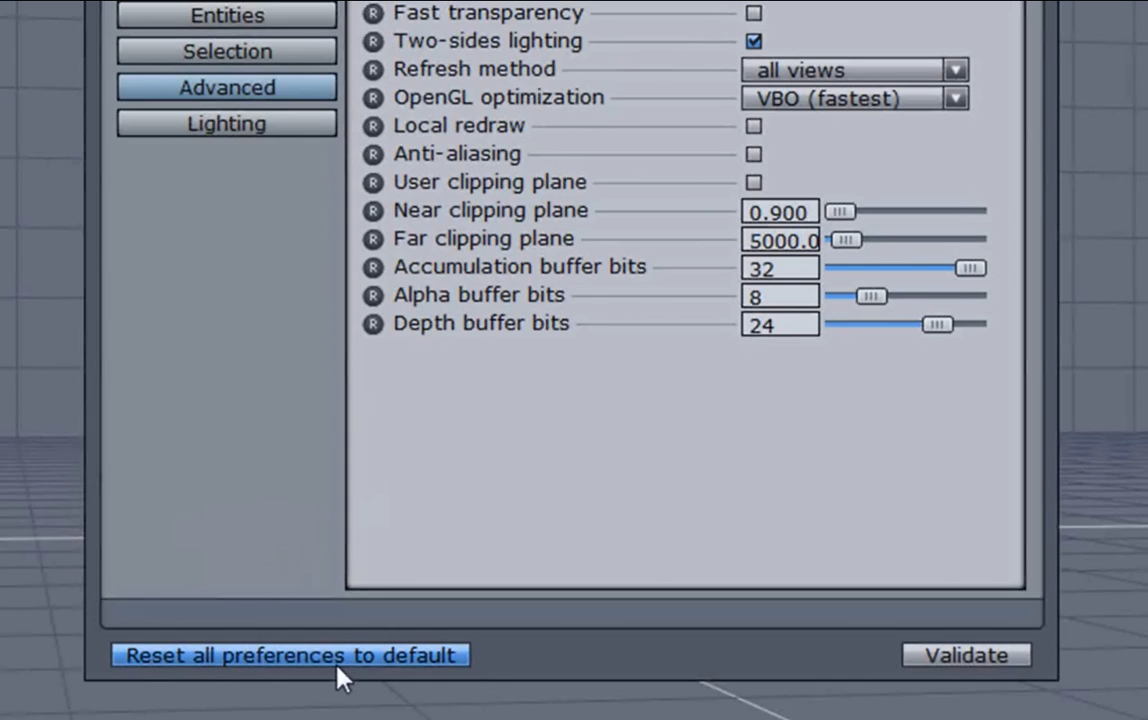 Entities
Selection
Advanced
Lighting
R Fast transparency
R Two-sides lighting
R Refresh method all views
R OpenGL optimization VBO (fastest)
R Local redraw
R Anti-aliasing
R User clipping plane
R Near clipping plane 0.900
R Far clipping plane 5000.0
R Accumulation buffer bits 32
R Alpha buffer bits 8
R Depth buffer bits 24
Reset all preferences to default
Validate